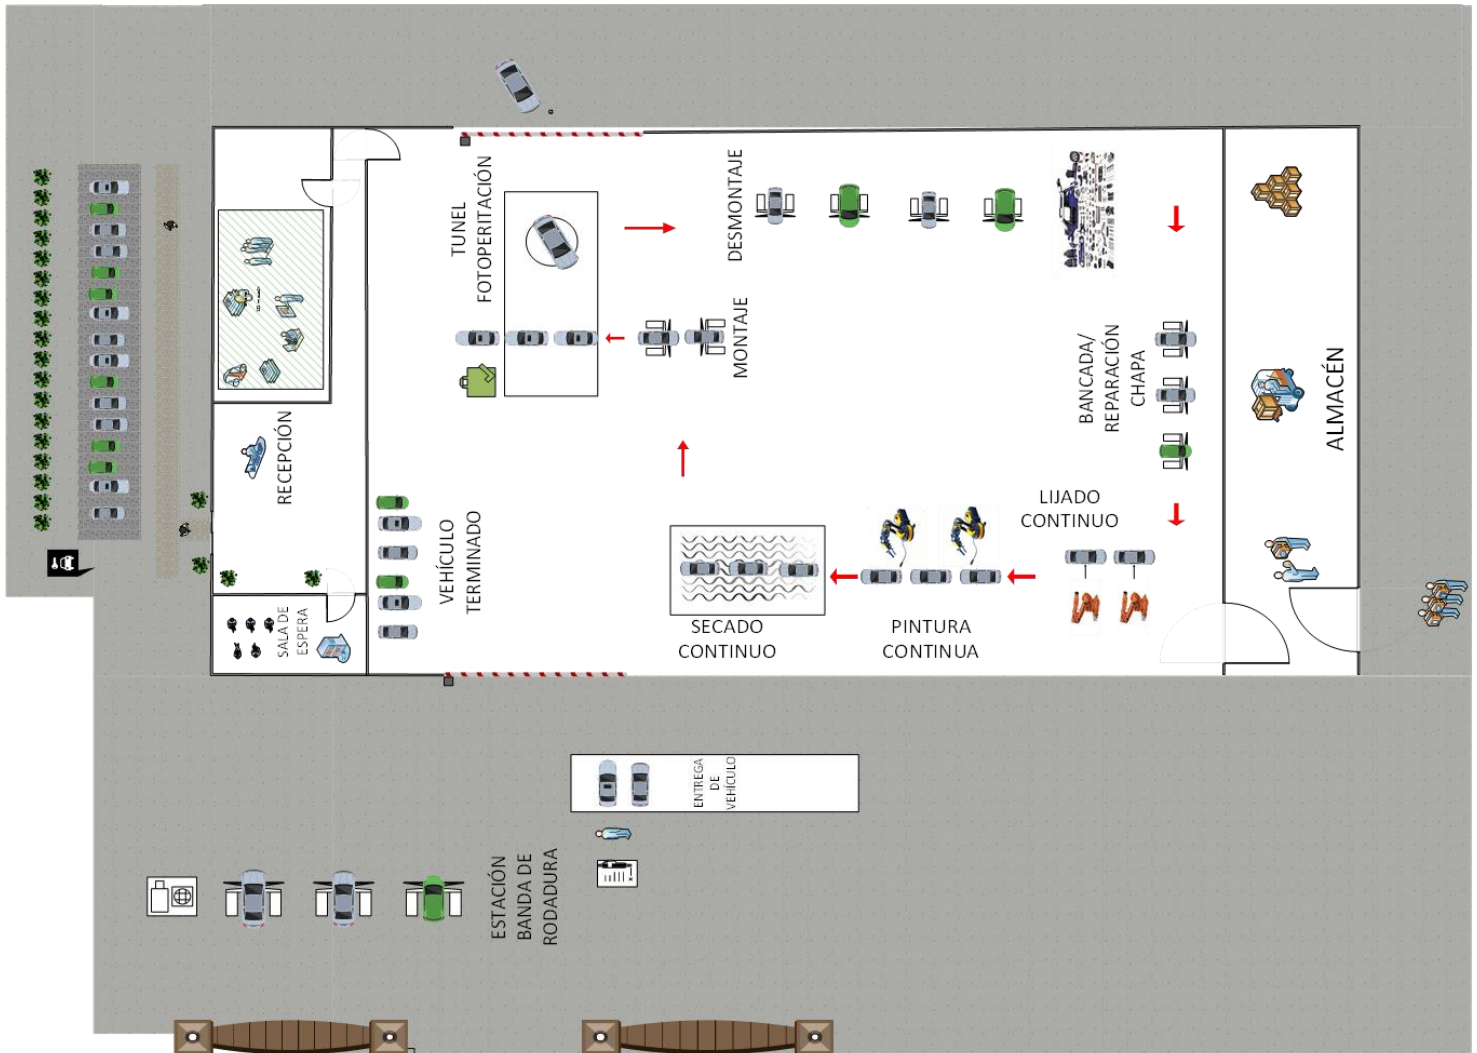 TUNEL
FOTOPERITACIÓN
DESMONTAJE
MONTAJE
BANCADA/
REPARACIÓN
CHAPA
ALMACÉN
RECEPCIÓN
VEHÍCULO
TERMINADO
LIJADO
CONTINUO
SALA DE
ESPERA
SECADO
CONTINUO
PINTURA
CONTINUA
ENTREGA
DE
VEHÍCULO
ESTACIÓN
BANDA DE
RODADURA